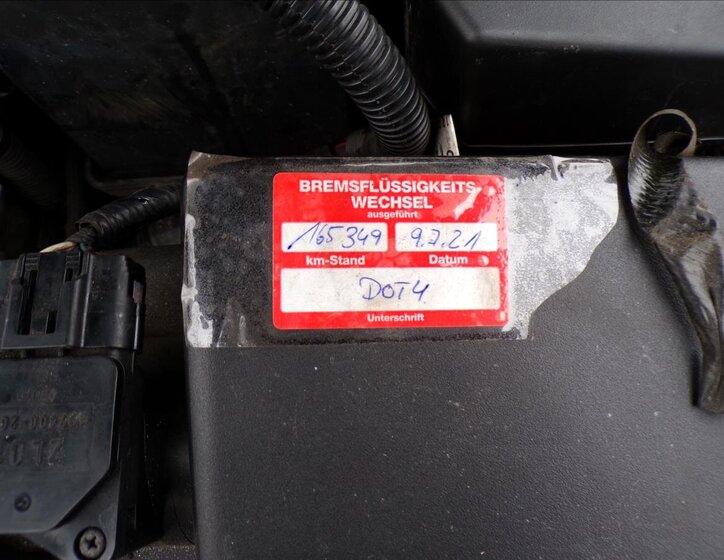 BREMSFLÜSSIGKEITS
WECHSEL
ausgeführt
165349
9.7.21
km-Stand
Datum
DOT4
Unterschrift